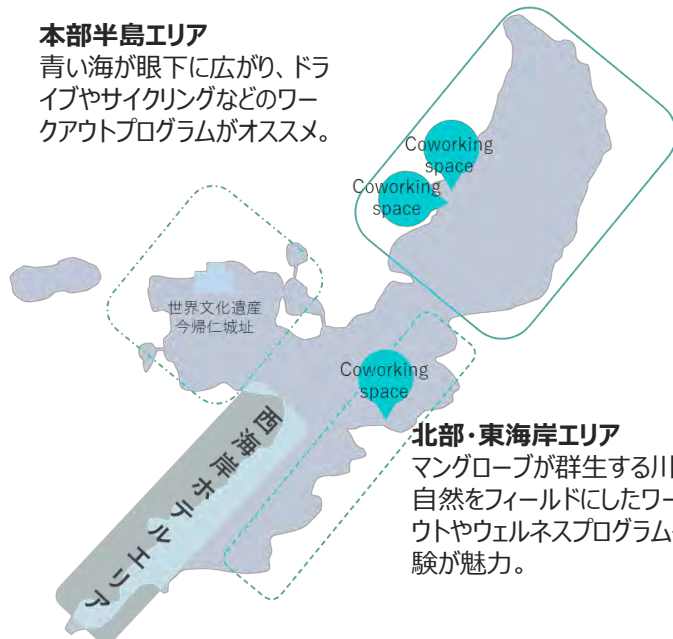 本部半島エリア
青い海が眼下に広がり、ドラ
イブやサイクリングなどのワー
クアウトプログラムがオススメ。
Coworking
space
Coworking
space
世界文化遺産
今帰仁城址
Coworking
space
西海岸ホテルエリア
北部・東海岸エリア
マングローブが群生する川
自然をフィールドにしたワー
ウトやウェルネスプログラム
験が魅力。